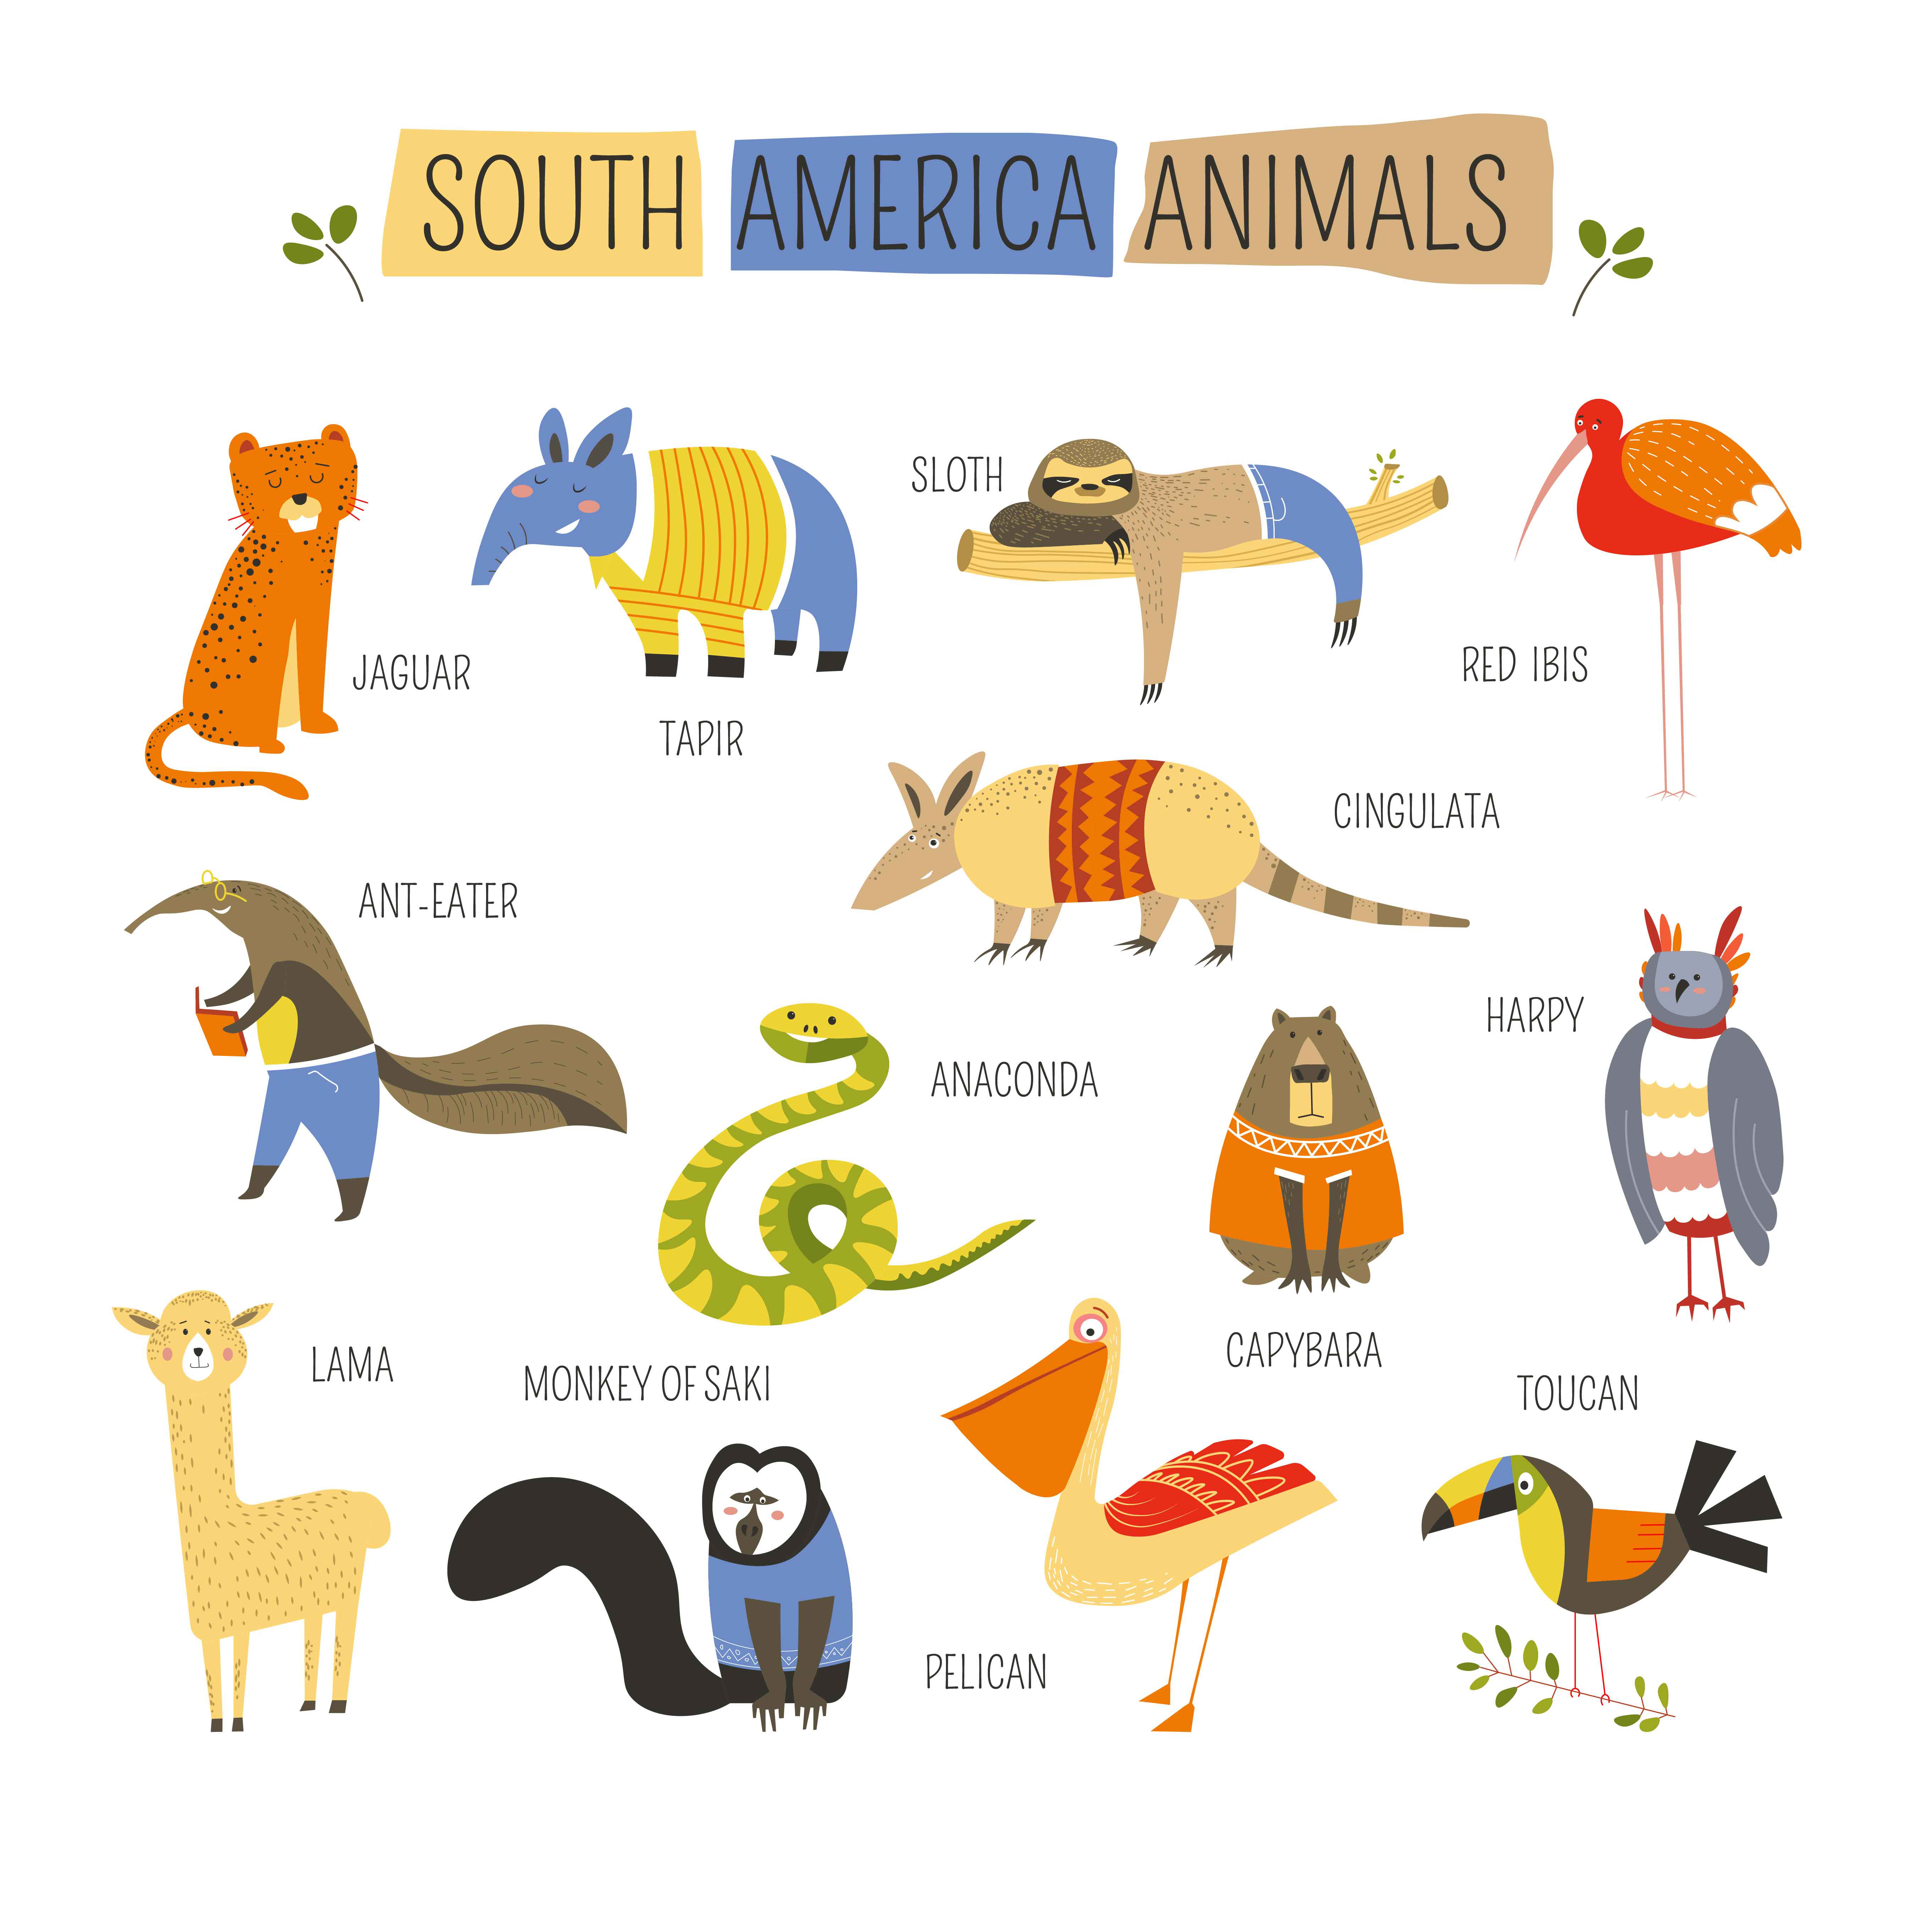 SOUTH AMERICA ANIMALS
SLOTH
JAGUAR
RED IBIS
TAPIR
CINGULATA
ANT-EATER
HARPY
ANACONDA
CAPYBARA
LAMA
MONKEY OF SAKI
TOUCAN
PELICAN